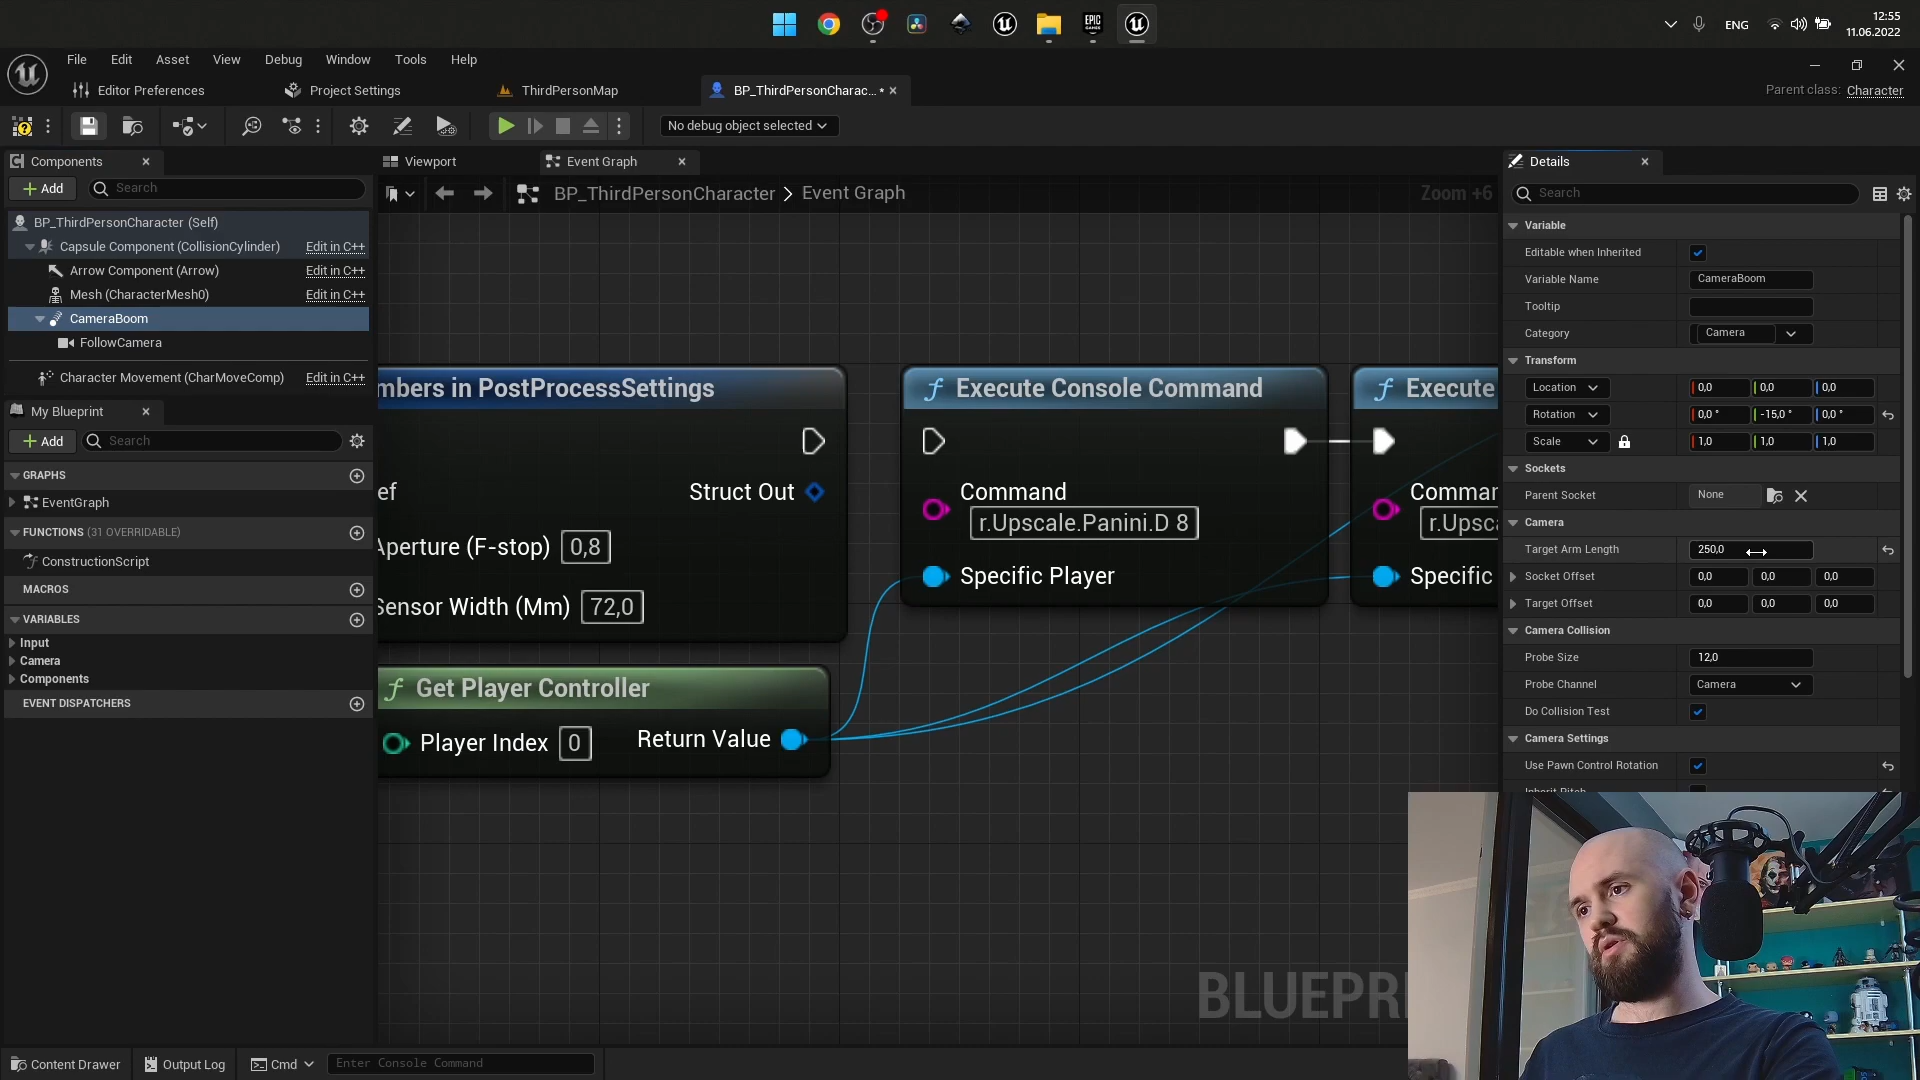 12:55
ENG
11.06.2022
File Edit Asset View Debug Window Tools Help
Editor Preferences Project Settings ThirdPersonMap BP_ThirdPersonCharac... • Parent class: Character
No debug object selected
Components
Viewport
Event Graph
Details
+ Add
Search
BP_ThirdPersonCharacter > Event Graph
Zoom +6
Search
BP_ThirdPersonCharacter (Self)
Capsule Component (CollisionCylinder) Edit in C++
Arrow Component (Arrow) Edit in C++
Mesh (CharacterMesh0) Edit in C++
CameraBoom
FollowCamera
Character Movement (CharMoveComp) Edit in C++
My Blueprint
+ Add
Search
GRAPHS
EventGraph
FUNCTIONS (31 OVERRIDABLE)
ConstructionScript
MACROS
VARIABLES
Input
Camera
Components
EVENT DISPATCHERS
mbers in PostProcessSettings
ef
Struct Out
Aperture (F-stop) 0,8
Sensor Width (Mm) 72,0
f Get Player Controller
Player Index 0 Return Value
f Execute Console Command
Command
r.Upscale.Panini.D 8
Specific Player
f Execute
Commar
r.Upsc
Specific
BLUEPRI
Variable
Editable when Inherited
Variable Name CameraBoom
Tooltip
Category Camera
Transform
Location 0,0 0,0 0,0
Rotation 0,0 ° -15,0 ° 0,0 °
Scale 1,0 1,0 1,0
Sockets
Parent Socket None
Camera
Target Arm Length 250,0
Socket Offset 0,0 0,0 0,0
Target Offset 0,0 0,0 0,0
Camera Collision
Probe Size 12,0
Probe Channel Camera
Do Collision Test
Camera Settings
Use Pawn Control Rotation
Inherit Pitch
Content Drawer Output Log Cmd Enter Console Command